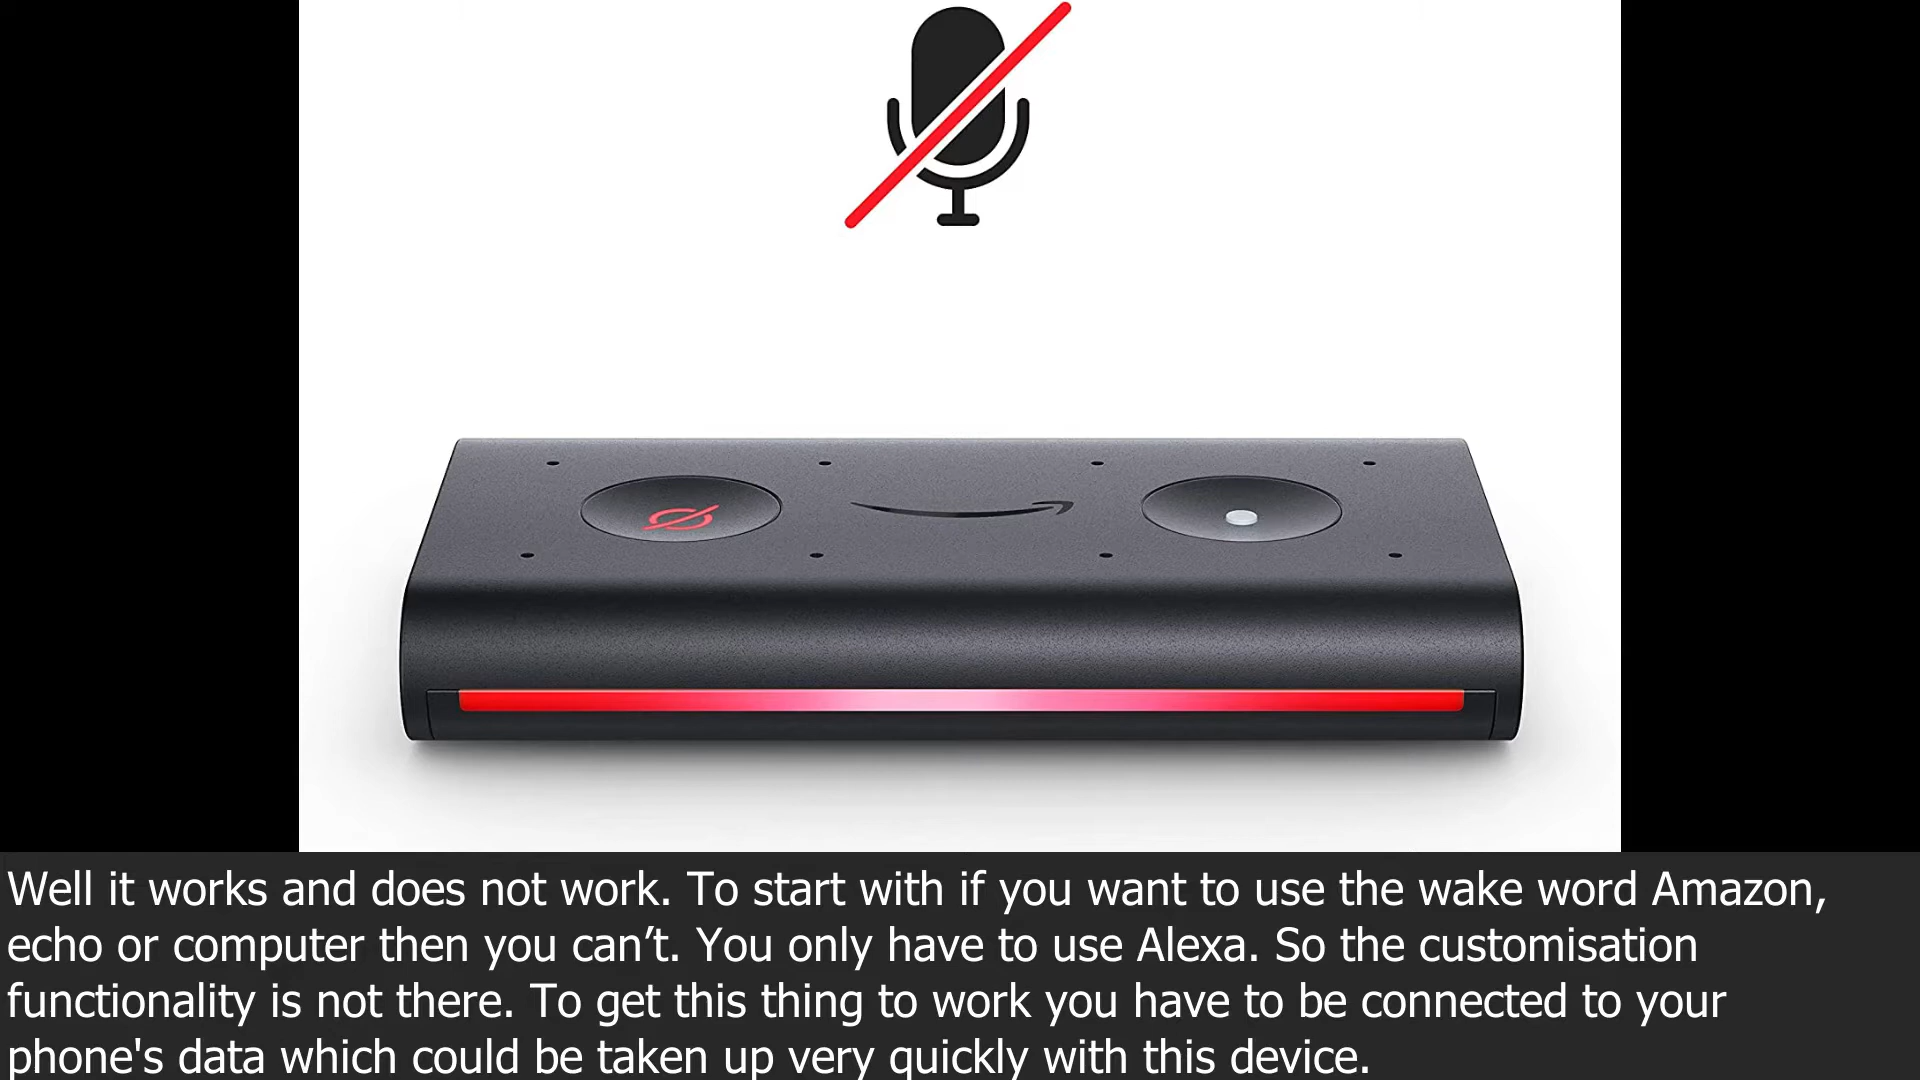 Well it works and does not work. To start with if you want to use the wake word Amazon,
echo or computer then you can’t. You only have to use Alexa. So the customisation
functionality is not there. To get this thing to work you have to be connected to your
phone's data which could be taken up very quickly with this device.